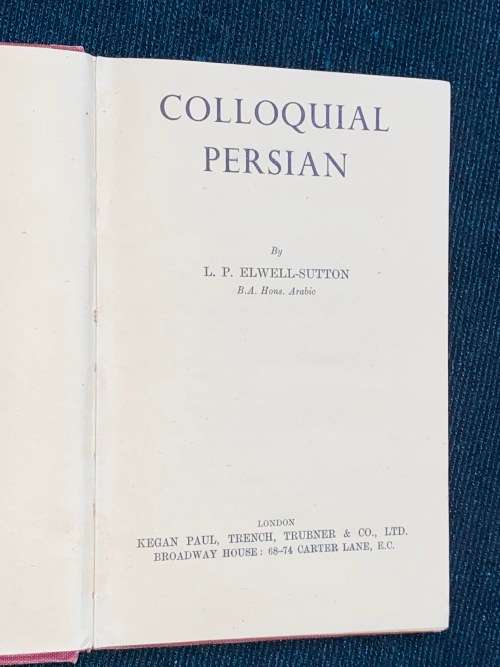 COLLOQUIAL
PERSIAN
By
L. P. ELWELL-SUTTON
B.A. Hons. Arabic
LONDON
KEGAN PAUL, TRENCH, TRUBNER & CO., LTD.
BROADWAY HOUSE: 68–74 CARTER LANE, E.C.